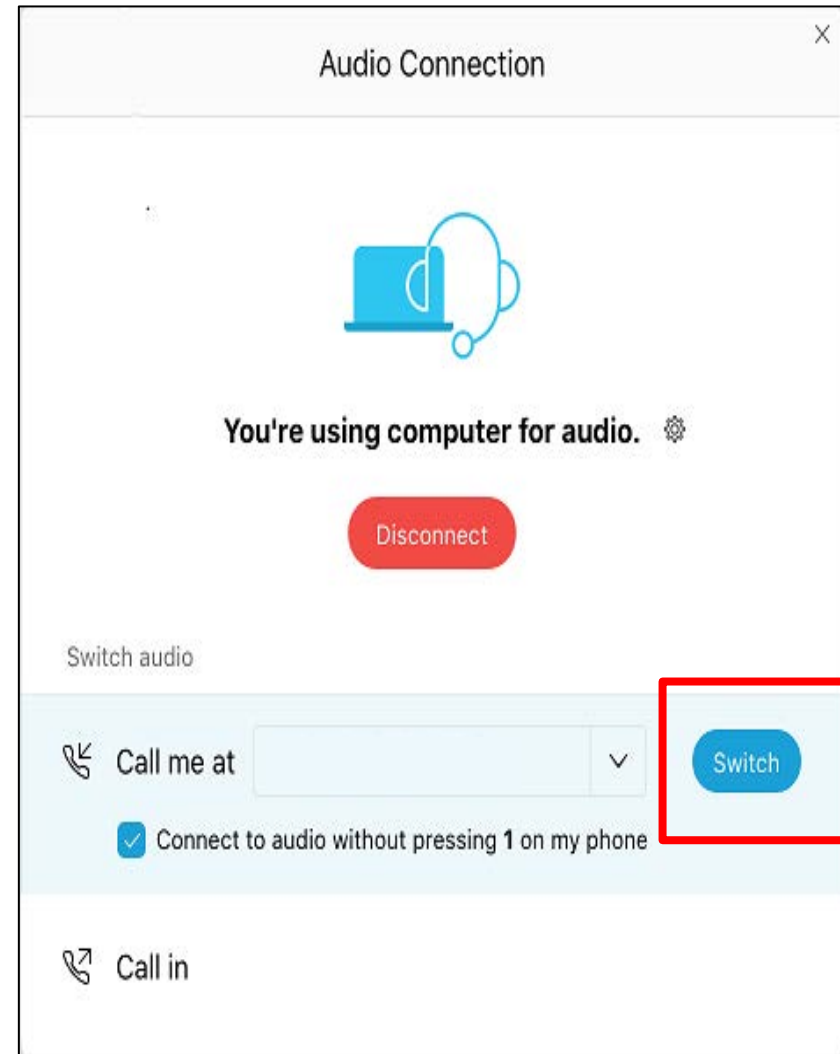 Audio Connection
You're using computer for audio.
Disconnect
Switch audio
Call me at
Switch
Connect to audio without pressing 1 on my phone
Call in